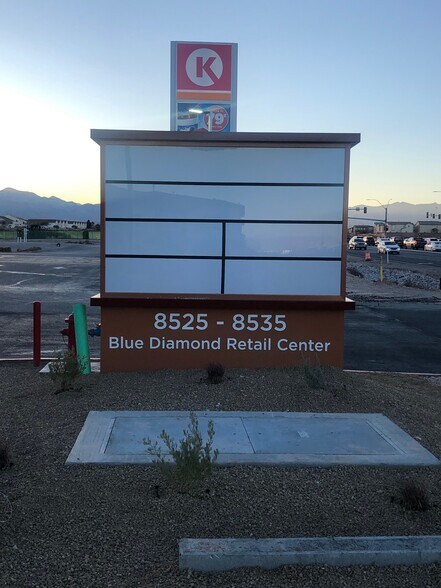 K
79¢
8525 - 8535
Blue Diamond Retail Center